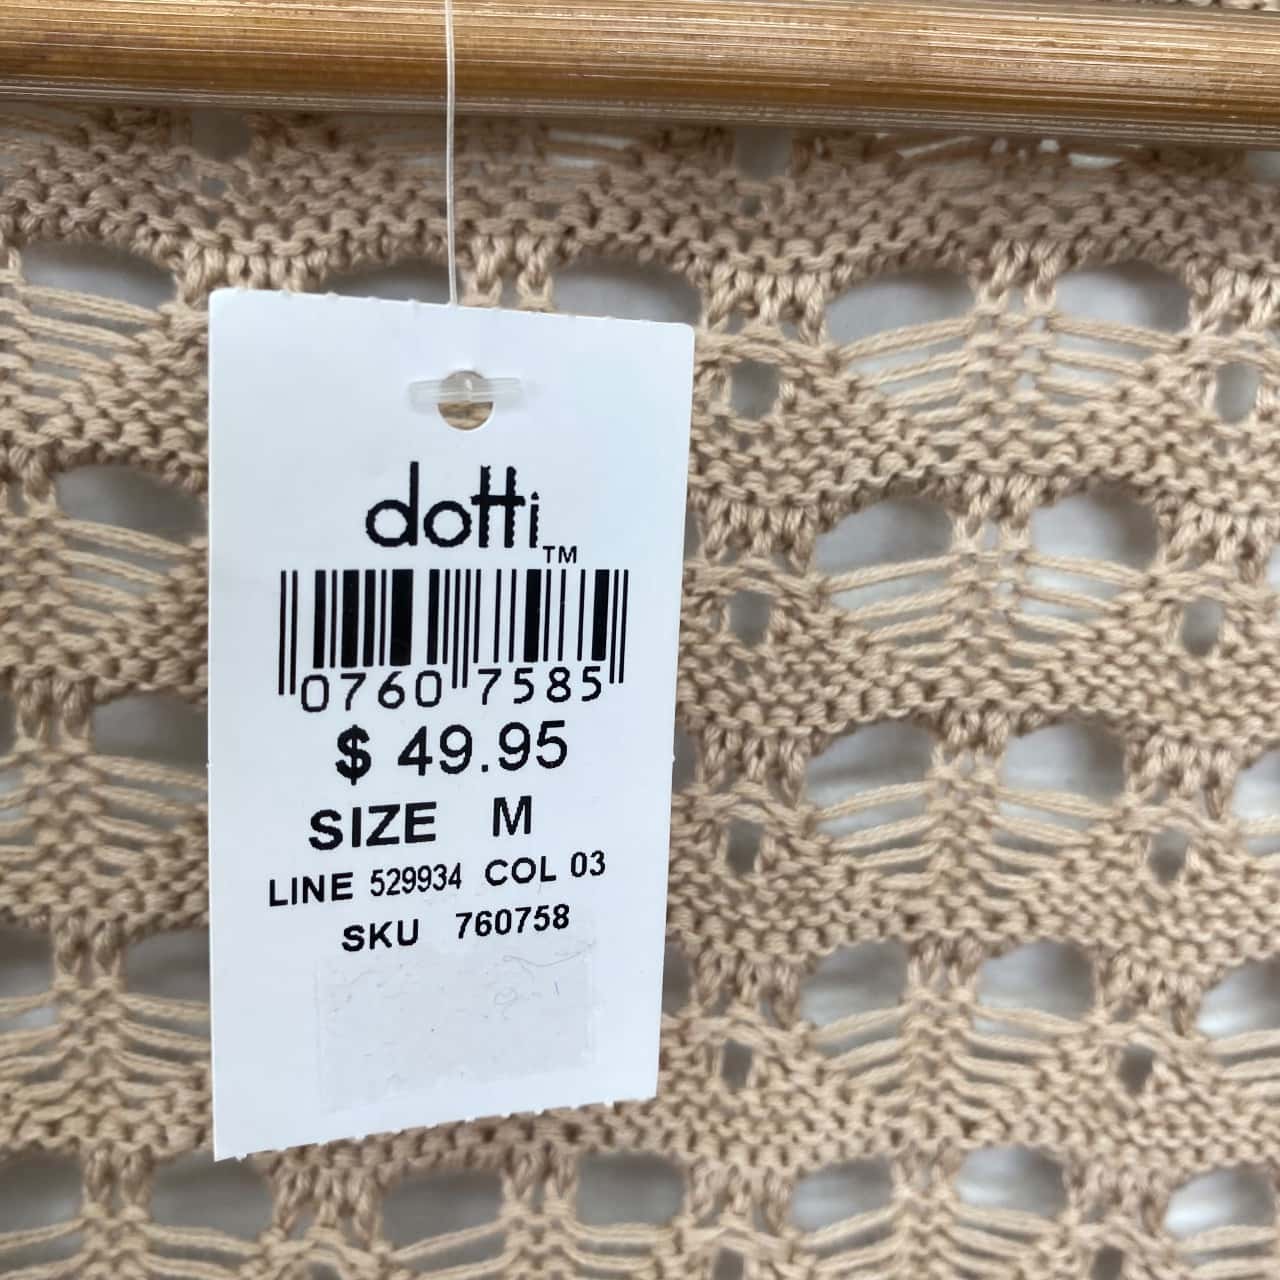 dotti™
0760 7585
$ 49.95
SIZE M
LINE 529934 COL 03
SKU 760758